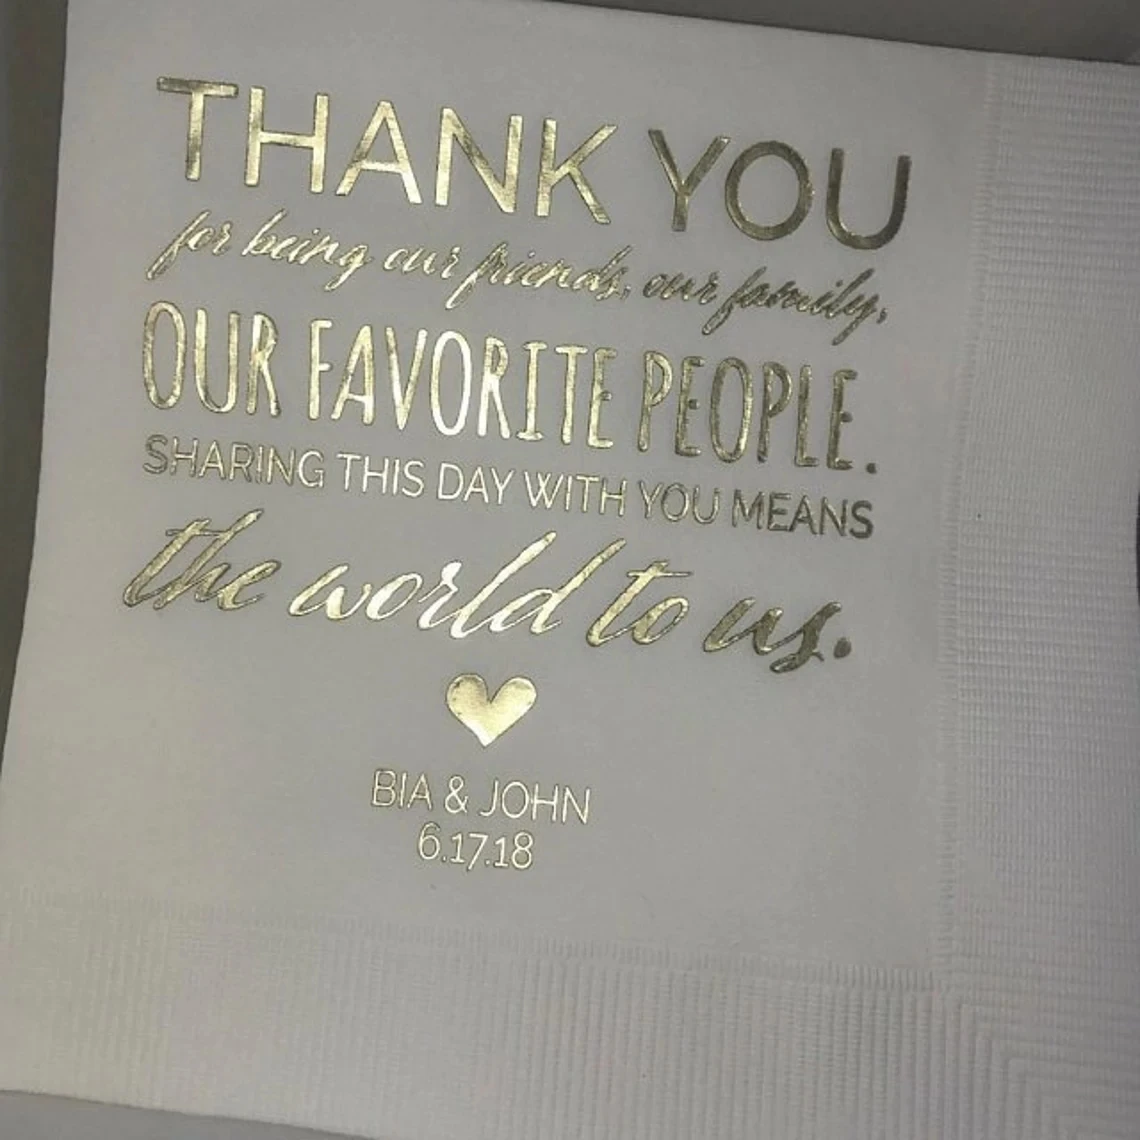 THANK YOU
for being our friends, our family,
OUR FAVORITE PEOPLE.
SHARING THIS DAY WITH YOU MEANS
the world to us.
BIA & JOHN
6.17.18